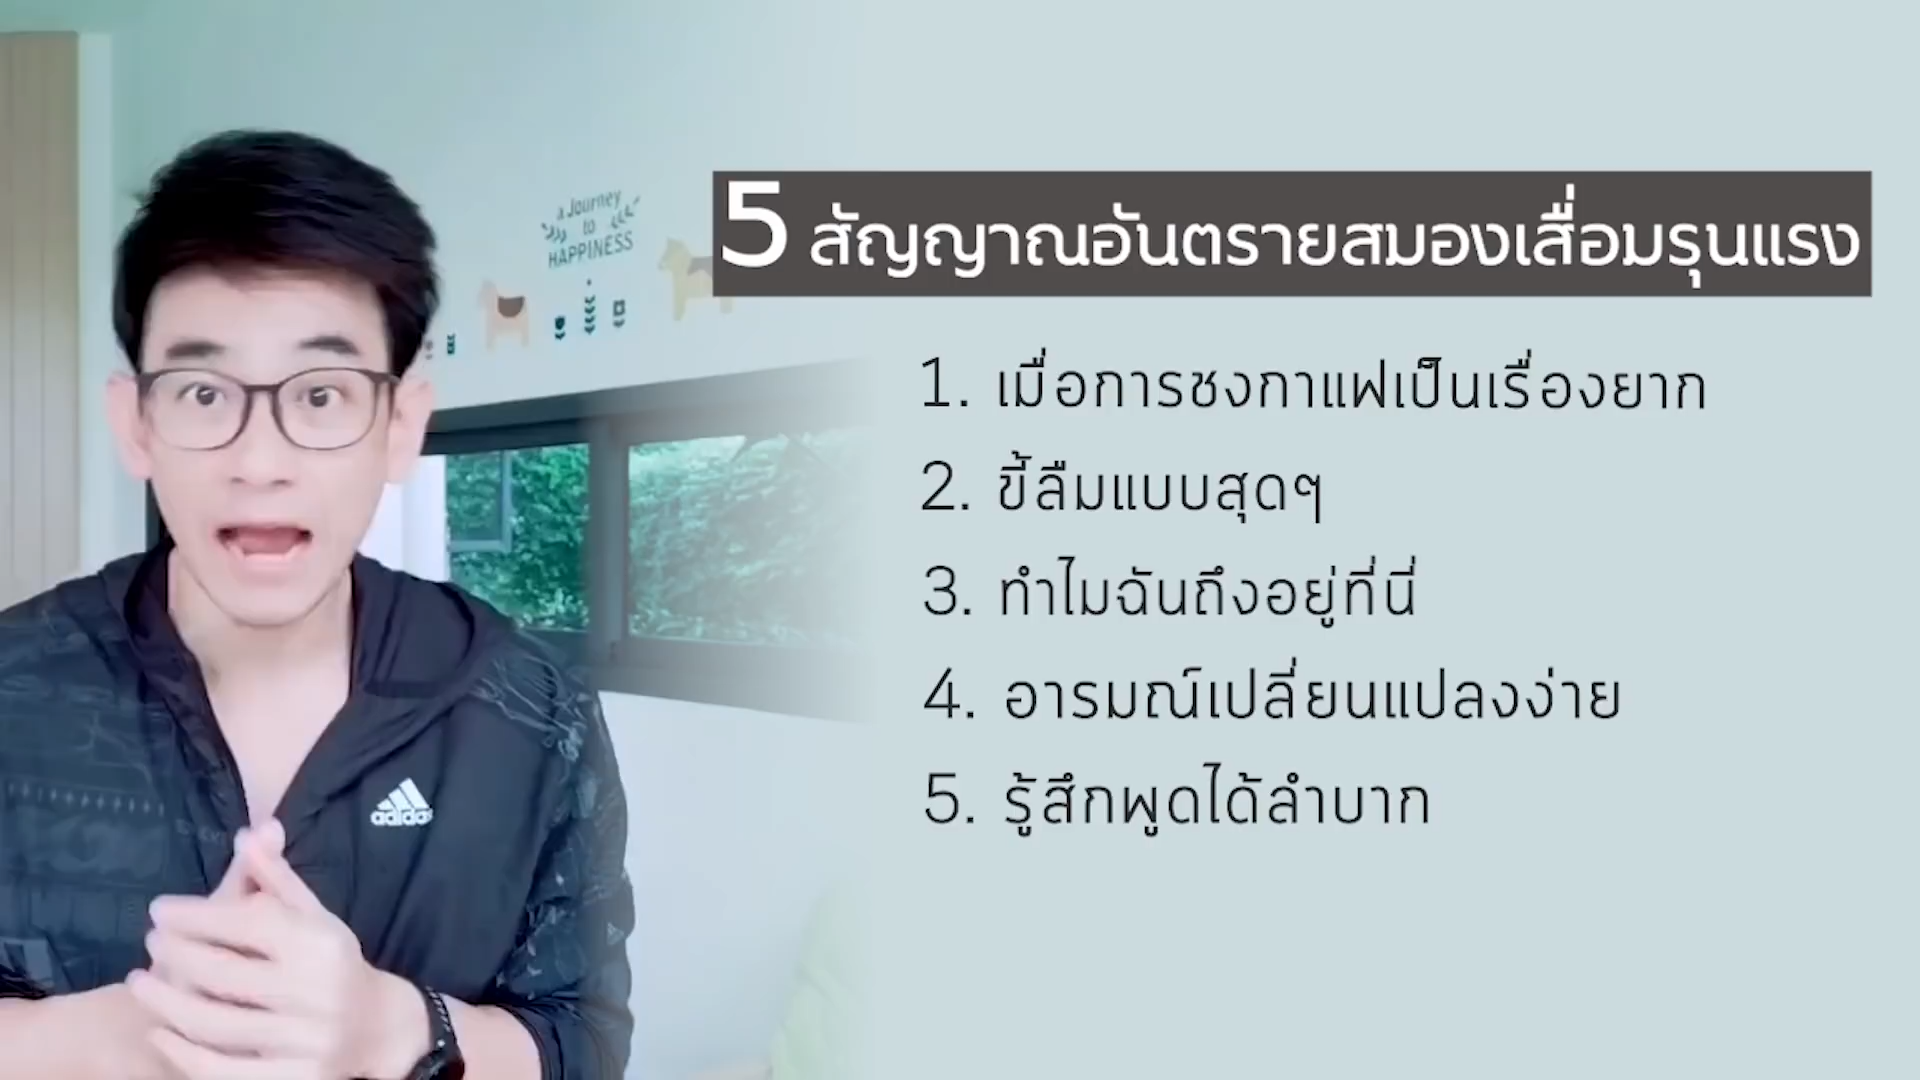 a Journey
to
HAPPINESS
5 สัญญาณอันตรายสมองเสื่อมรุนแรง
1. เมื่อการชงกาแฟเป็นเรื่องยาก
2. ขี้ลืมแบบสุดๆ
3. ทำไมฉันถึงอยู่ที่นี่
4. อารมณ์เปลี่ยนแปลงง่าย
5. รู้สึกพูดได้ลำบาก
adidas